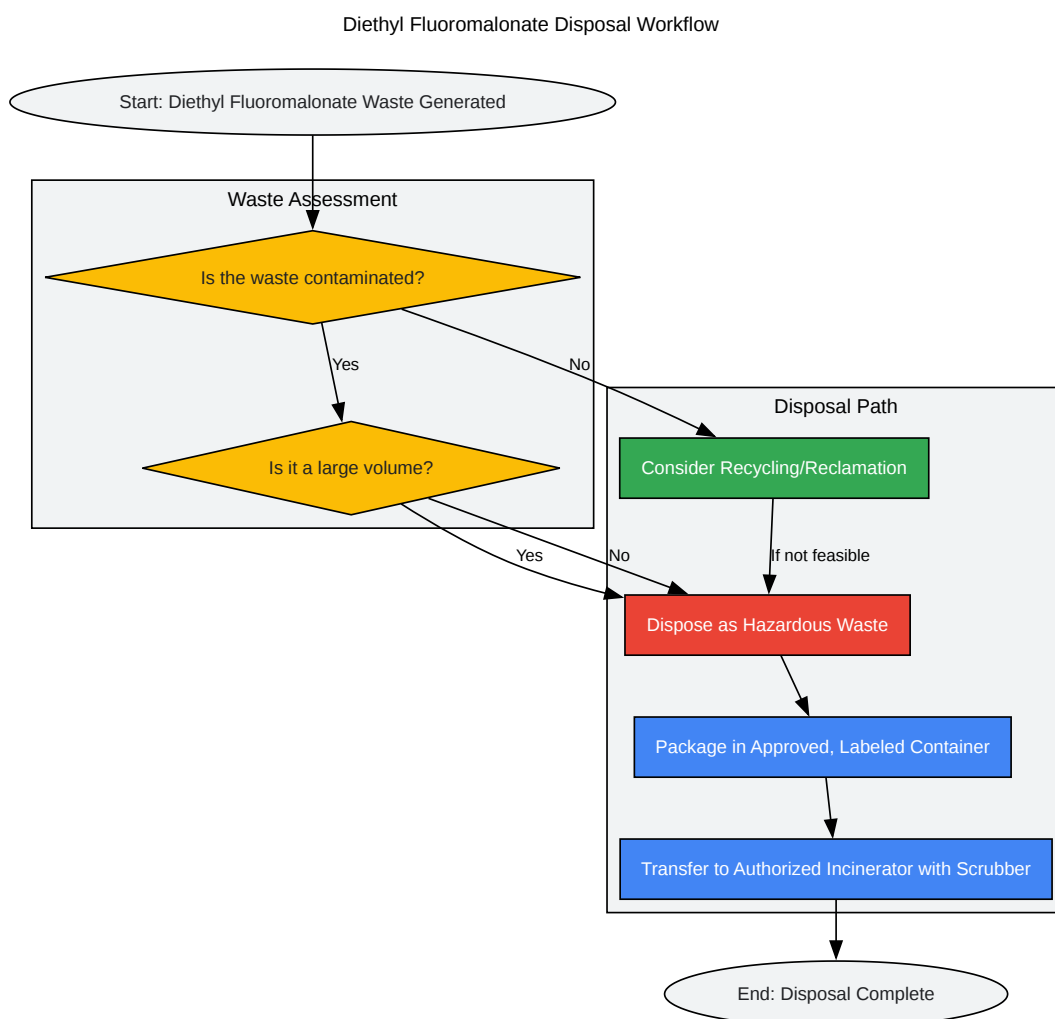 Diethyl Fluoromalonate Disposal Workflow
Start: Diethyl Fluoromalonate Waste Generated
Waste Assessment
Is the waste contaminated?
Yes
No
Disposal Path
Is it a large volume?
Consider Recycling/Reclamation
Yes
No
If not feasible
Dispose as Hazardous Waste
Package in Approved, Labeled Container
Transfer to Authorized Incinerator with Scrubber
End: Disposal Complete